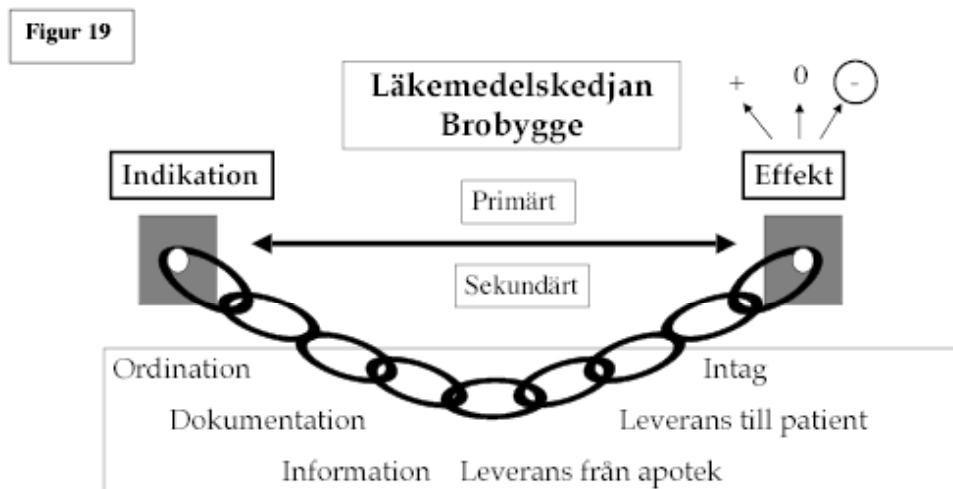 Figur 19
Läkemedelskedjan
Brobygge
+ 0 -
Indikation
Effekt
Primärt
Sekundärt
Ordination
Intag
Dokumentation
Leverans till patient
Information
Leverans från apotek